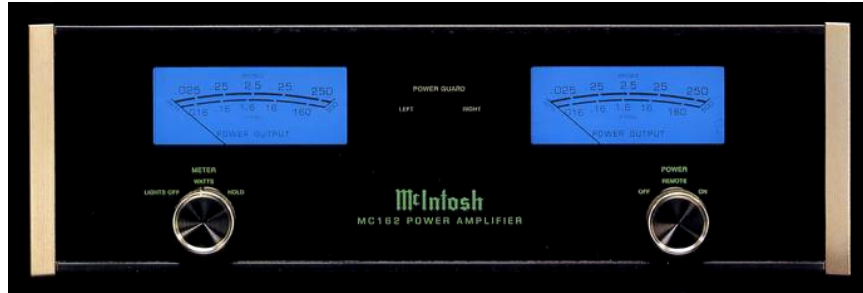 .025 .25 2.5 25 250
.016 .16 1.6 16 160
POWER OUTPUT
POWER GUARD
LEFT RIGHT
.025 .25 2.5 25 250
.016 .16 1.6 16 160
POWER OUTPUT
METER
WATTS
LIGHTS OFF HOLD
POWER
REMOTE
OFF ON
McIntosh
MC162 POWER AMPLIFIER